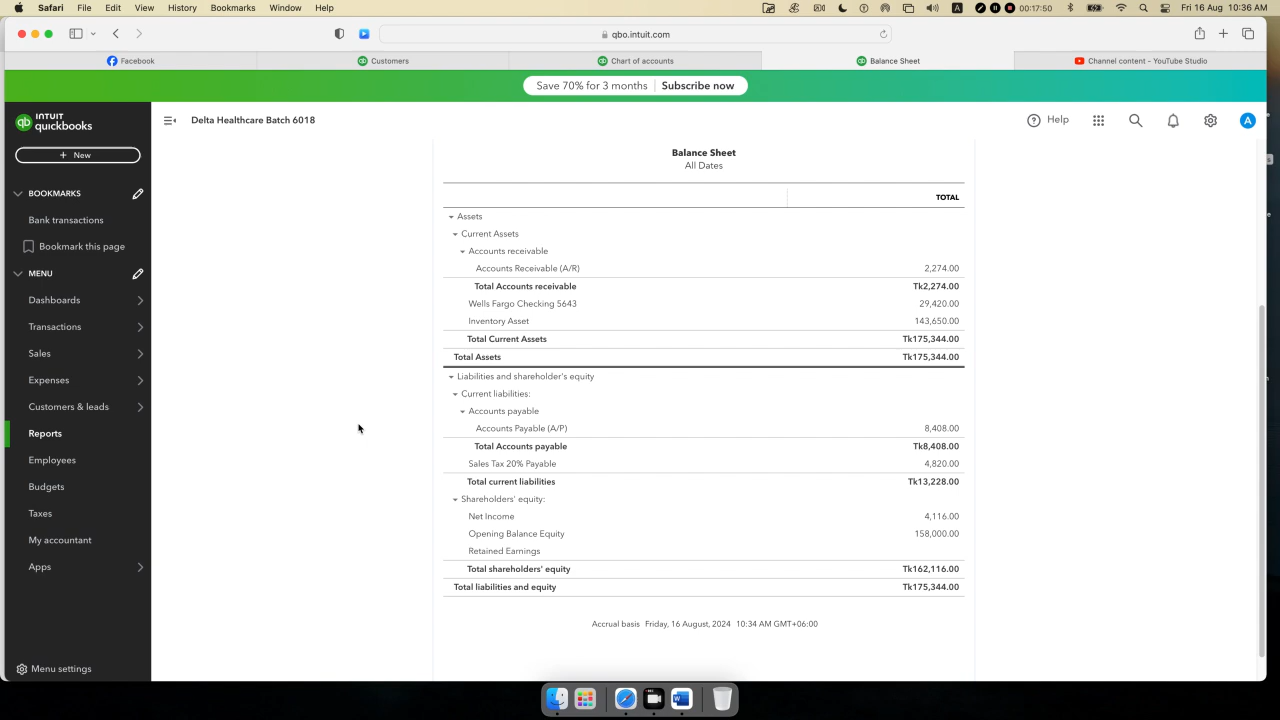 Safari File Edit View History Bookmarks Window Help 00:17:50 Fri 16 Aug 10:36 AM
qbo.intuit.com
Facebook Customers Chart of accounts Balance Sheet Channel content – YouTube Studio
Save 70% for 3 months | Subscribe now
INTUIT quickbooks
Delta Healthcare Batch 6018 Help A
+ New
BOOKMARKS
Bank transactions
Bookmark this page
MENU
Dashboards
Transactions
Sales
Expenses
Customers & leads
Reports
Employees
Budgets
Taxes
My accountant
Apps
Menu settings
Balance Sheet
All Dates
TOTAL
Assets
Current Assets
Accounts receivable
Accounts Receivable (A/R) 2,274.00
Total Accounts receivable Tk2,274.00
Wells Fargo Checking 5643 29,420.00
Inventory Asset 143,650.00
Total Current Assets Tk175,344.00
Total Assets Tk175,344.00
Liabilities and shareholder's equity
Current liabilities:
Accounts payable
Accounts Payable (A/P) 8,408.00
Total Accounts payable Tk8,408.00
Sales Tax 20% Payable 4,820.00
Total current liabilities Tk13,228.00
Shareholders' equity:
Net Income 4,116.00
Opening Balance Equity 158,000.00
Retained Earnings
Total shareholders' equity Tk162,116.00
Total liabilities and equity Tk175,344.00
Accrual basis Friday, 16 August, 2024 10:34 AM GMT+06:00